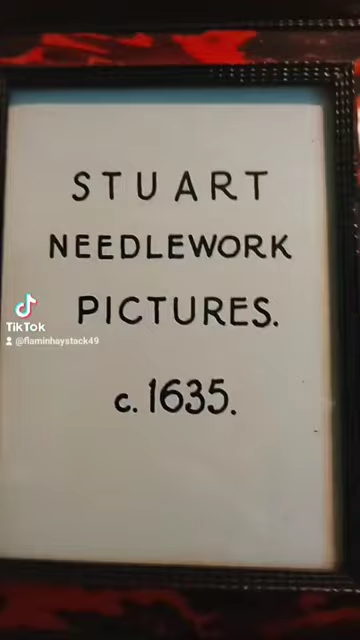 STUART
NEEDLEWORK
PICTURES.
c. 1635.
TikTok
@flaminhaystack49